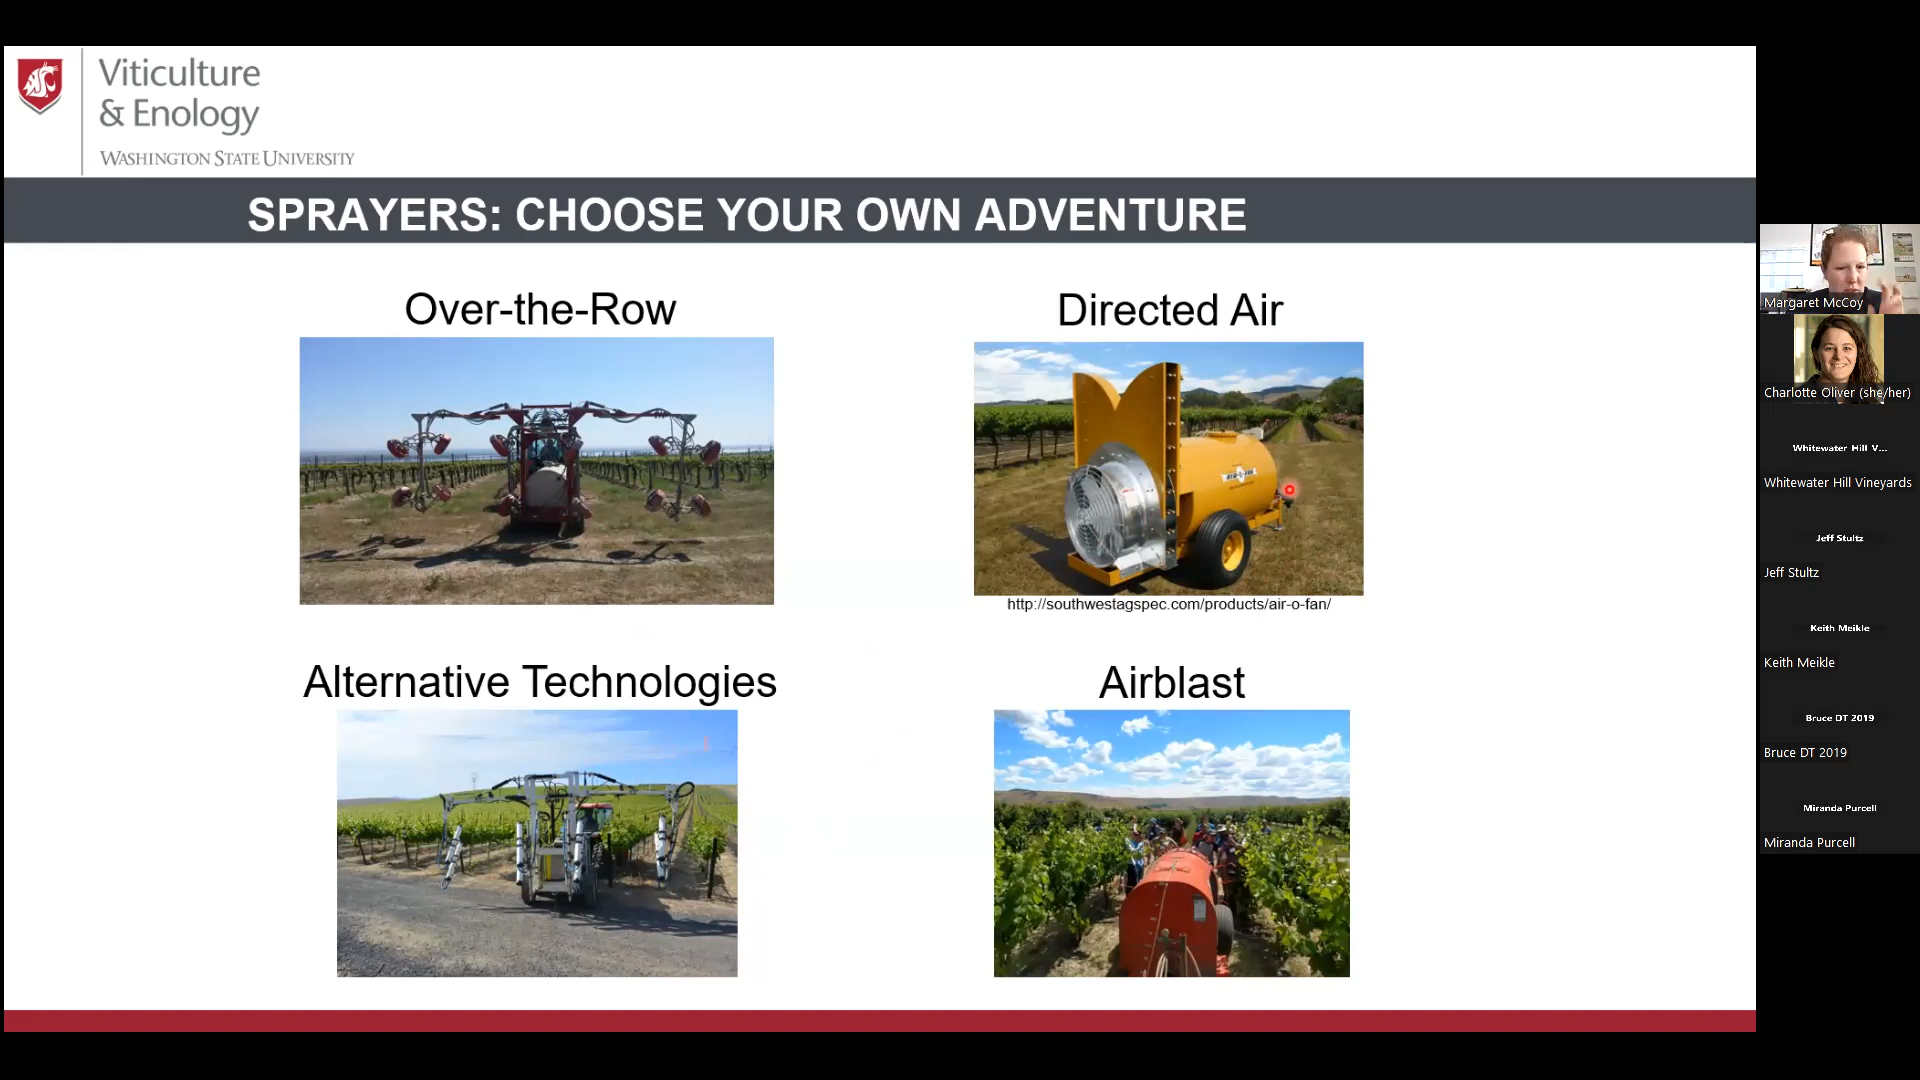 Viticulture
& Enology
WASHINGTON STATE UNIVERSITY
SPRAYERS: CHOOSE YOUR OWN ADVENTURE
Over-the-Row
Directed Air
http://southwestagspec.com/products/air-o-fan/
Alternative Technologies
Airblast
Margaret McCoy
Charlotte Oliver (she/her)
Whitewater Hill V...
Whitewater Hill Vineyards
Jeff Stultz
Jeff Stultz
Keith Meikle
Keith Meikle
Bruce DT 2019
Bruce DT 2019
Miranda Purcell
Miranda Purcell